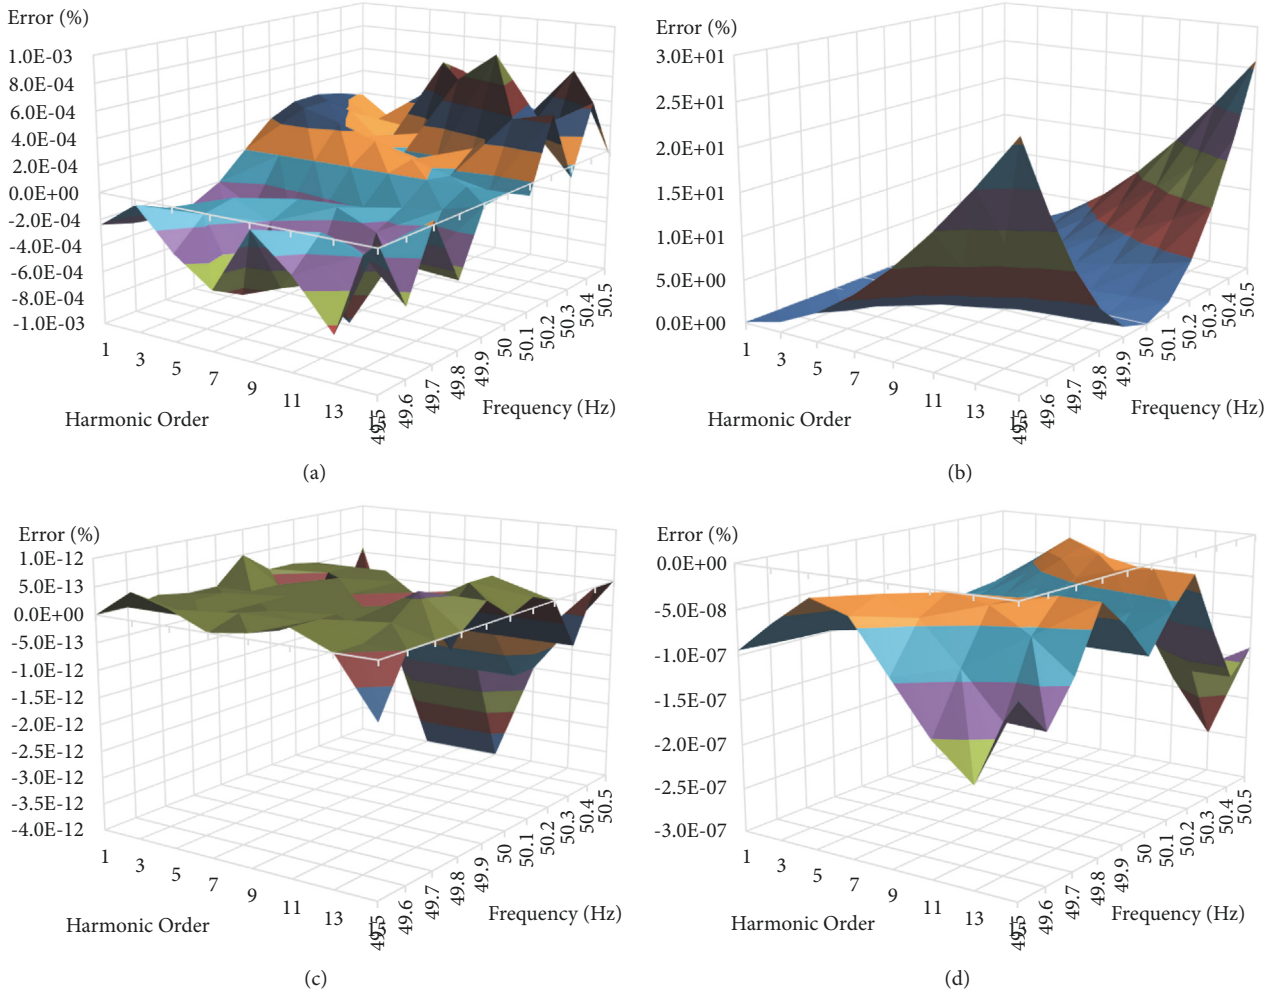 Error (%)
1.0E-03
8.0E-04
6.0E-04
4.0E-04
2.0E-04
0.0E+00
-2.0E-04
-4.0E-04
-6.0E-04
-8.0E-04
-1.0E-03
1
3
5
7
9
11
13
15
49.5
49.6
49.7
49.8
49.9
50
50.1
50.2
50.3
50.4
50.5
Harmonic Order
Frequency (Hz)
(a)
Error (%)
3.0E+01
2.5E+01
2.0E+01
1.5E+01
1.0E+01
5.0E+00
0.0E+00
1
3
5
7
9
11
13
15
49.5
49.6
49.7
49.8
49.9
50
50.1
50.2
50.3
50.4
50.5
Harmonic Order
Frequency (Hz)
(b)
Error (%)
1.0E-12
5.0E-13
0.0E+00
-5.0E-13
-1.0E-12
-1.5E-12
-2.0E-12
-2.5E-12
-3.0E-12
-3.5E-12
-4.0E-12
1
3
5
7
9
11
13
15
49.5
49.6
49.7
49.8
49.9
50
50.1
50.2
50.3
50.4
50.5
Harmonic Order
Frequency (Hz)
(c)
Error (%)
0.0E+00
-5.0E-08
-1.0E-07
-1.5E-07
-2.0E-07
-2.5E-07
-3.0E-07
1
3
5
7
9
11
13
15
49.5
49.6
49.7
49.8
49.9
50
50.1
50.2
50.3
50.4
50.5
Harmonic Order
Frequency (Hz)
(d)